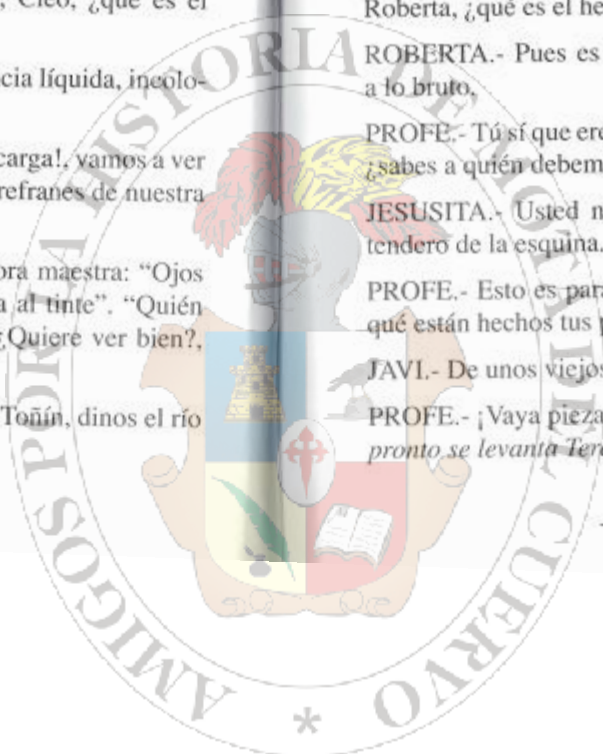 Cleo, ¿qué es el
cia líquida, incolo-
carga!, vamos a ver
refranes de nuestra
ora maestra: “Ojos
a al tinte”. “Quién
¿Quiere ver bien?,
Toñín, dinos el río
Roberta, ¿qué es el he
ROBERTA.- Pues es
a lo bruto.
PROFE.- Tú sí que ere
¿sabes a quién debem
JESUSITA.- Usted n
tendero de la esquina.
PROFE.- Esto es para
qué están hechos tus p
JAVI.- De unos viejos
PROFE.- ¡Vaya pieza
pronto se levanta Tere
AMIGOS POR LA HISTORIA DE MOTA DEL CUERVO
*